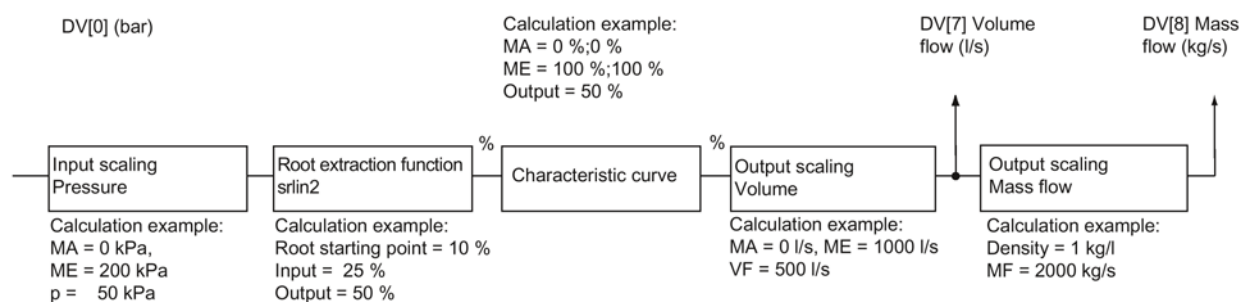 DV[0] (bar)
Calculation example:
MA = 0 %;0 %
ME = 100 %;100 %
Output = 50 %
DV[7] Volume
flow (l/s)
DV[8] Mass
flow (kg/s)
Input scaling
Pressure
Root extraction function
srlin2
%
Characteristic curve
%
Output scaling
Volume
Output scaling
Mass flow
Calculation example:
MA = 0 kPa,
ME = 200 kPa
p = 50 kPa
Calculation example:
Root starting point = 10 %
Input = 25 %
Output = 50 %
Calculation example:
MA = 0 l/s, ME = 1000 l/s
VF = 500 l/s
Calculation example:
Density = 1 kg/l
MF = 2000 kg/s